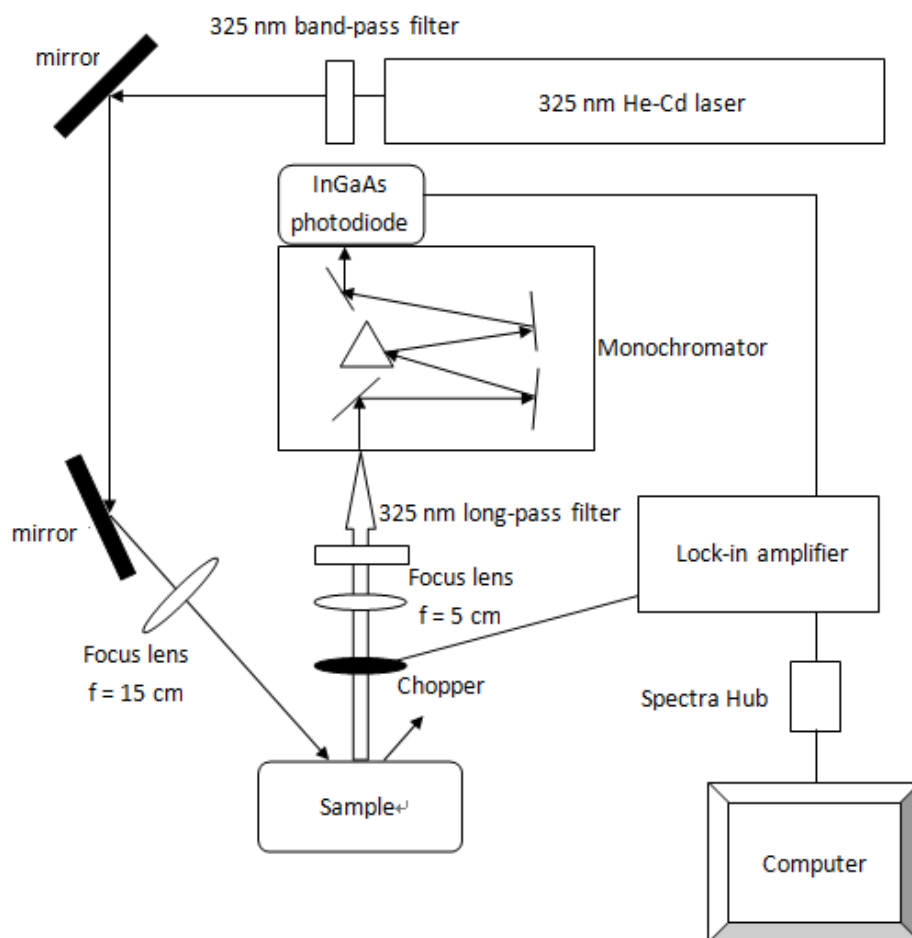 325 nm band-pass filter
mirror
325 nm He-Cd laser
InGaAs
photodiode
Monochromator
325 nm long-pass filter
mirror
Lock-in amplifier
Focus lens
f = 5 cm
Focus lens
f = 15 cm
Chopper
Spectra Hub
Sample↵
Computer